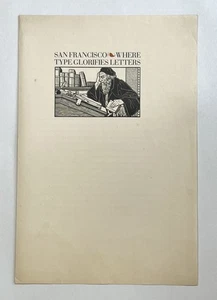 SAN FRANCISCO WHERE
TYPE GLORIFIES LETTERS